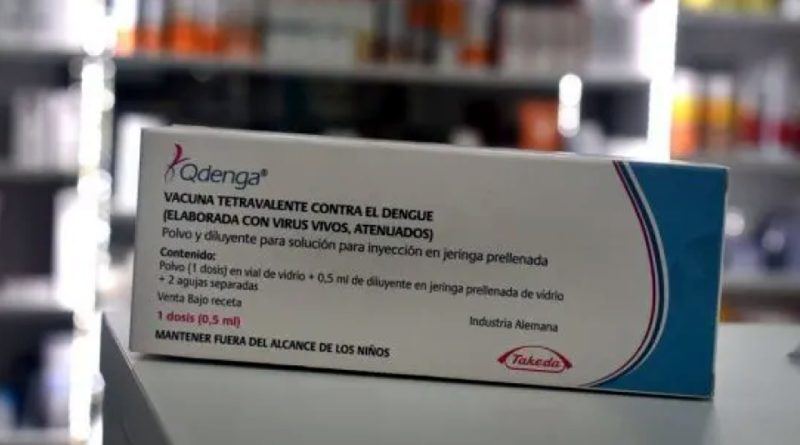 Qdenga®
VACUNA TETRAVALENTE CONTRA EL DENGUE
(ELABORADA CON VIRUS VIVOS, ATENUADOS)
Polvo y diluyente para solución para inyección en jeringa prellenada
Contenido:
Polvo (1 dosis) en vial de vidrio + 0,5 ml de diluyente en jeringa prellenada de vidrio
+ 2 agujas separadas
Venta Bajo receta
Industria Alemana
1 dosis (0,5 ml)
MANTENER FUERA DEL ALCANCE DE LOS NIÑOS
Takeda